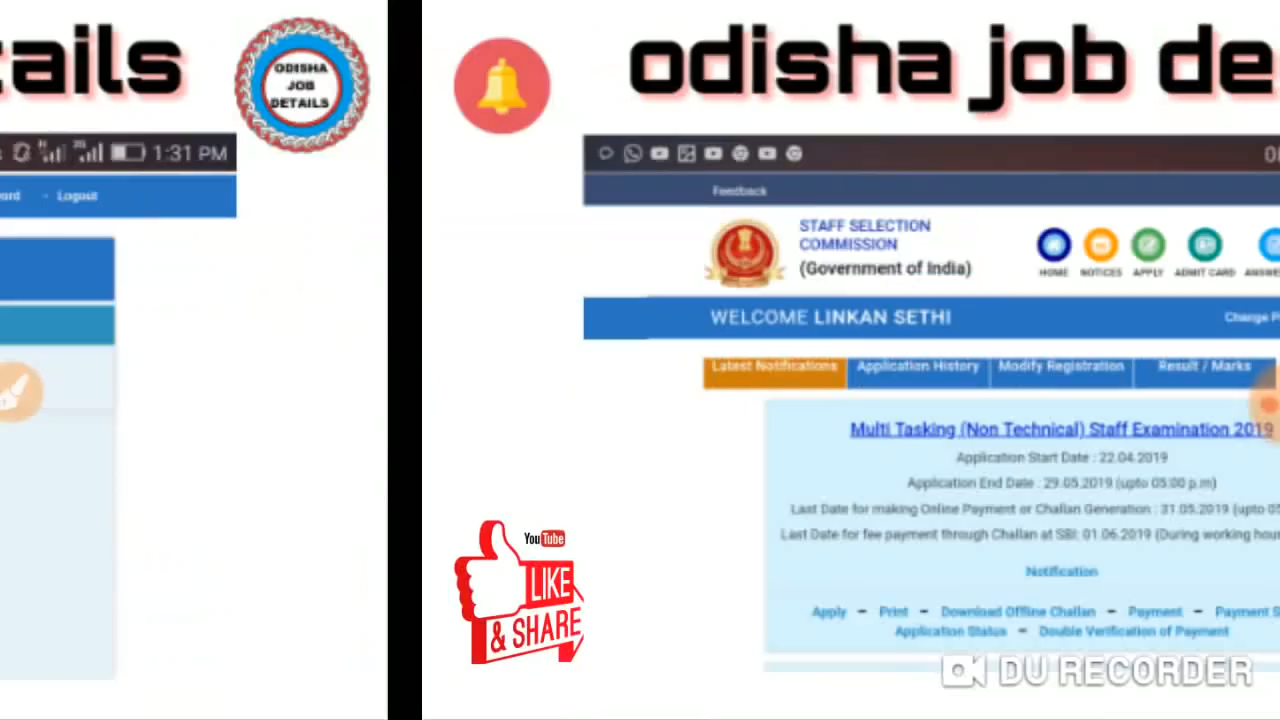 ails
ODISHA
JOB
DETAILS
1:31 PM
Logout
odisha job de
Feedback
STAFF SELECTION
COMMISSION
(Government of India)
HOME NOTICES APPLY ADMIT CARD
WELCOME LINKAN SETHI
Change
Latest Notifications Application History Modify Registration Result / Marks
Multi Tasking (Non Technical) Staff Examination 2019
Application Start Date : 22.04.2019
Application End Date : 29.05.2019 (upto 05:00 p.m)
Last Date for making Online Payment or Challan Generation : 31.05.2019 (upto
Last Date for fee payment through Challan at SBI: 01.06.2019 (During working
Notification
Apply - Print - Download Offline Challan - Payment - Payment
Application Status - Double Verification of Payment
YouTube
LIKE
& SHARE
DU RECORDER